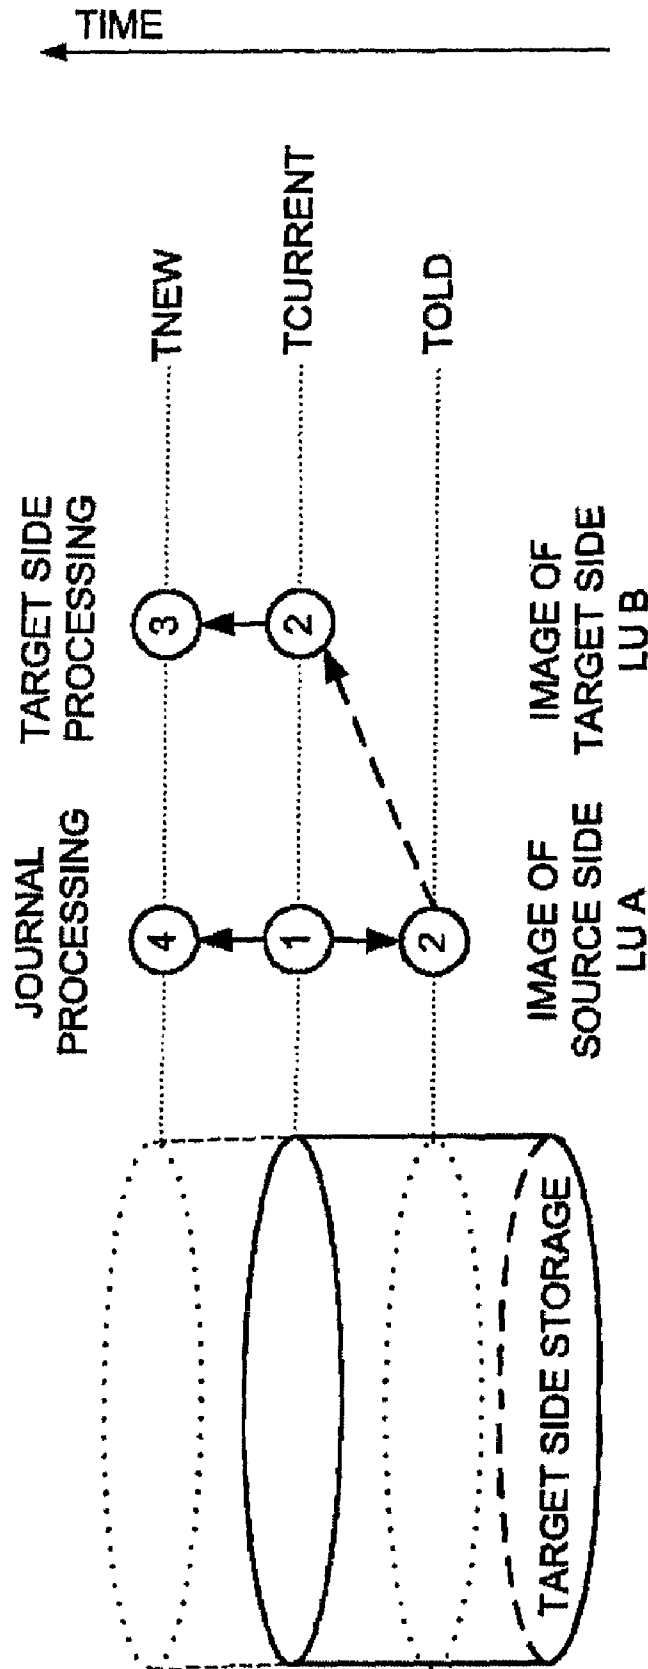 TIME
TNEW
TCURRENT
TOLD
JOURNAL
PROCESSING
TARGET SIDE
PROCESSING
4
3
1
2
2
IMAGE OF
SOURCE SIDE
LU A
IMAGE OF
TARGET SIDE
LU B
TARGET SIDE STORAGE